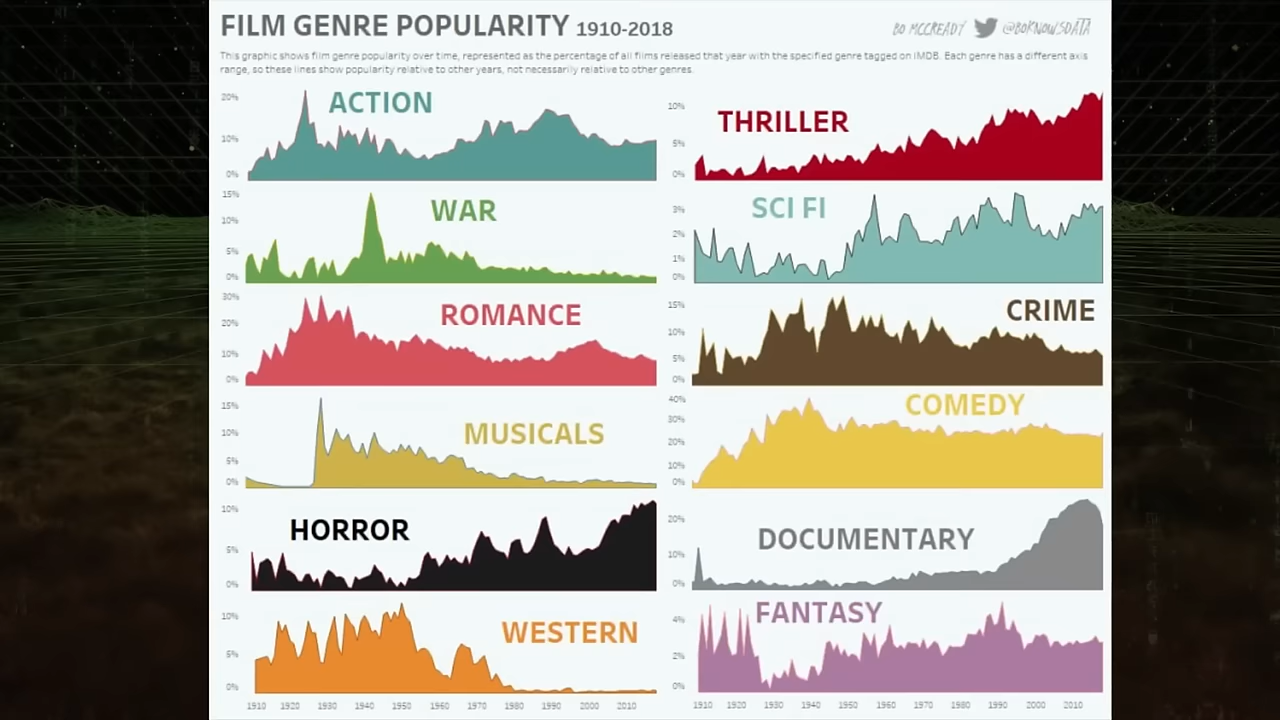 FILM GENRE POPULARITY 1910-2018
BO MCCREADY @BOKNOWSDATA
This graphic shows film genre popularity over time, represented as the percentage of all films released that year with the specified genre tagged on IMDB. Each genre has a different axis
range, so these lines show popularity relative to other years, not necessarily relative to other genres.
ACTION
20%
10%
0%
THRILLER
10%
5%
0%
WAR
15%
10%
5%
0%
SCI FI
3%
2%
1%
0%
ROMANCE
30%
20%
10%
0%
CRIME
15%
10%
5%
0%
MUSICALS
15%
10%
5%
0%
COMEDY
40%
30%
20%
10%
0%
HORROR
10%
5%
0%
DOCUMENTARY
20%
10%
0%
WESTERN
10%
5%
0%
FANTASY
4%
2%
0%
1910 1920 1930 1940 1950 1960 1970 1980 1990 2000 2010
1910 1920 1930 1940 1950 1960 1970 1980 1990 2000 2010